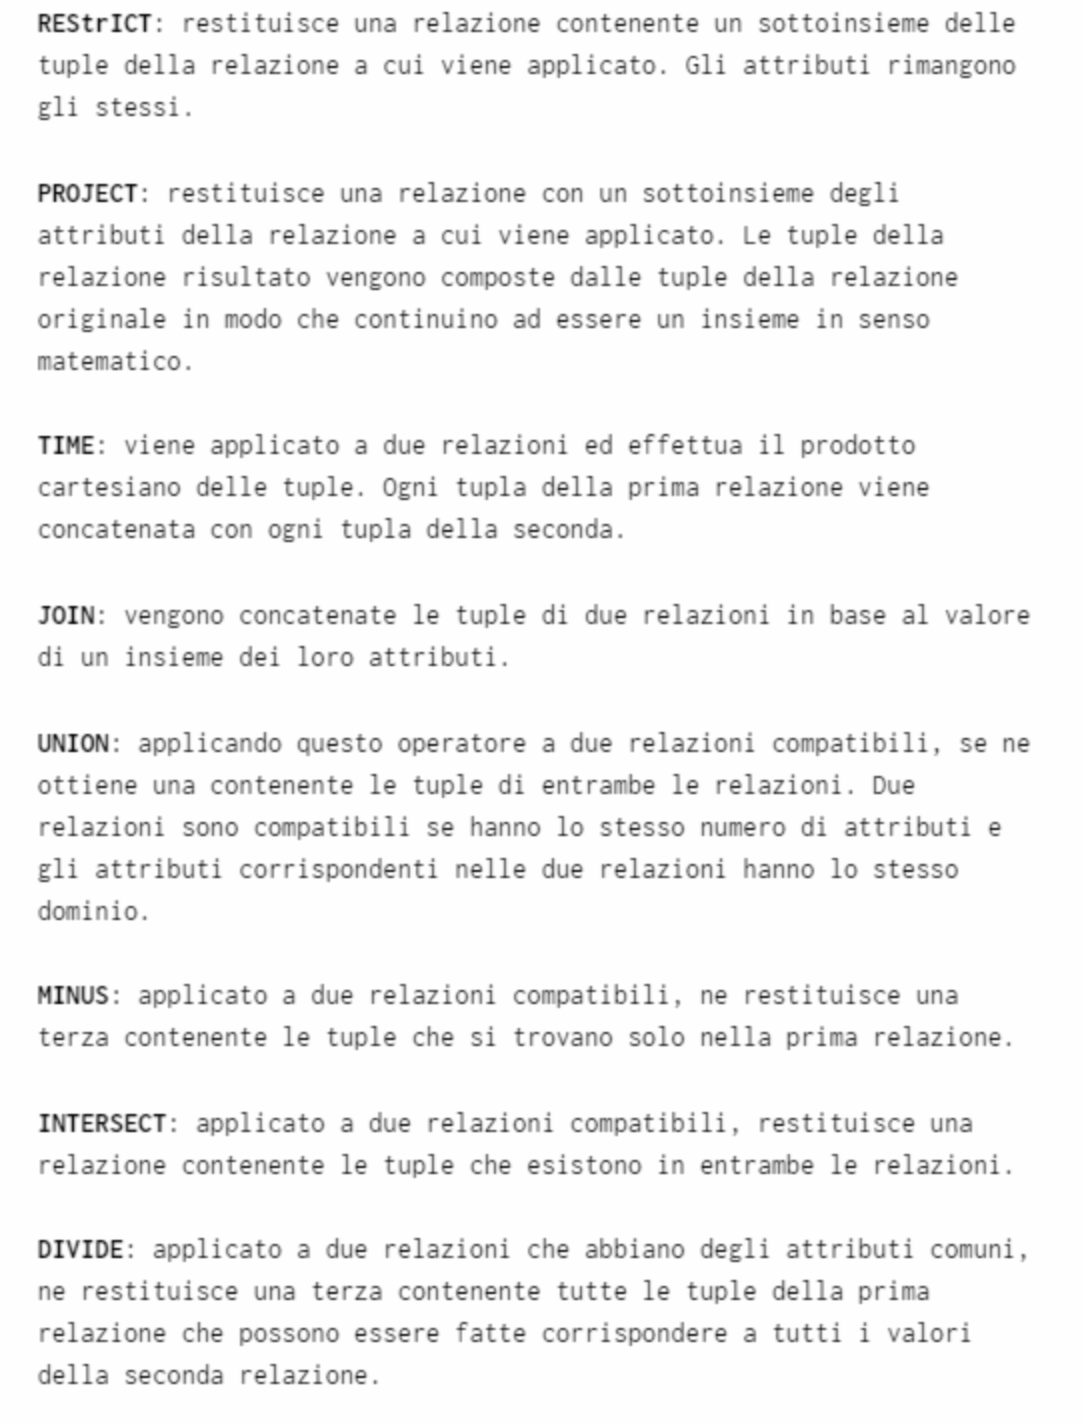 REStrICT: restituisce una relazione contenente un sottoinsieme delle
tuple della relazione a cui viene applicato. Gli attributi rimangono
gli stessi.
PROJECT: restituisce una relazione con un sottoinsieme degli
attributi della relazione a cui viene applicato. Le tuple della
relazione risultato vengono composte dalle tuple della relazione
originale in modo che continuino ad essere un insieme in senso
matematico.
TIME: viene applicato a due relazioni ed effettua il prodotto
cartesiano delle tuple. Ogni tupla della prima relazione viene
concatenata con ogni tupla della seconda.
JOIN: vengono concatenate le tuple di due relazioni in base al valore
di un insieme dei loro attributi.
UNION: applicando questo operatore a due relazioni compatibili, se ne
ottiene una contenente le tuple di entrambe le relazioni. Due
relazioni sono compatibili se hanno lo stesso numero di attributi e
gli attributi corrispondenti nelle due relazioni hanno lo stesso
dominio.
MINUS: applicato a due relazioni compatibili, ne restituisce una
terza contenente le tuple che si trovano solo nella prima relazione.
INTERSECT: applicato a due relazioni compatibili, restituisce una
relazione contenente le tuple che esistono in entrambe le relazioni.
DIVIDE: applicato a due relazioni che abbiano degli attributi comuni,
ne restituisce una terza contenente tutte le tuple della prima
relazione che possono essere fatte corrispondere a tutti i valori
della seconda relazione.